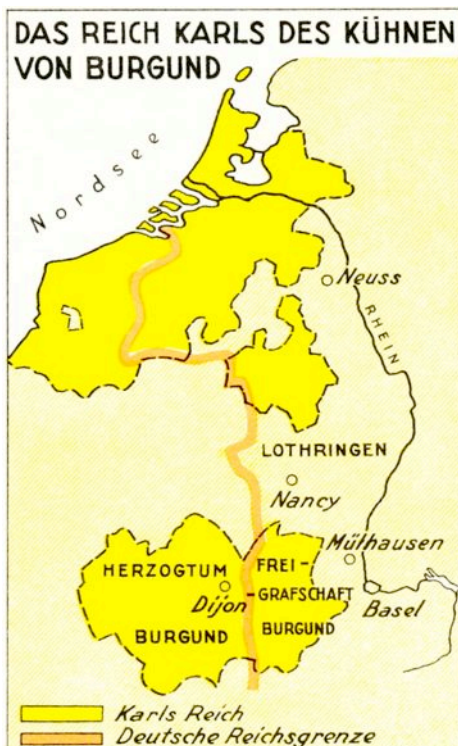 DAS REICH KARLS DES KÜHNEN
VON BURGUND
Nordsee
Neuss
RHEIN
LOTHRINGEN
Nancy
Mülhausen
HERZOGTUM
FREI-
Dijon
GRAFSCHAFT
Basel
BURGUND
BURGUND
Karls Reich
Deutsche Reichsgrenze